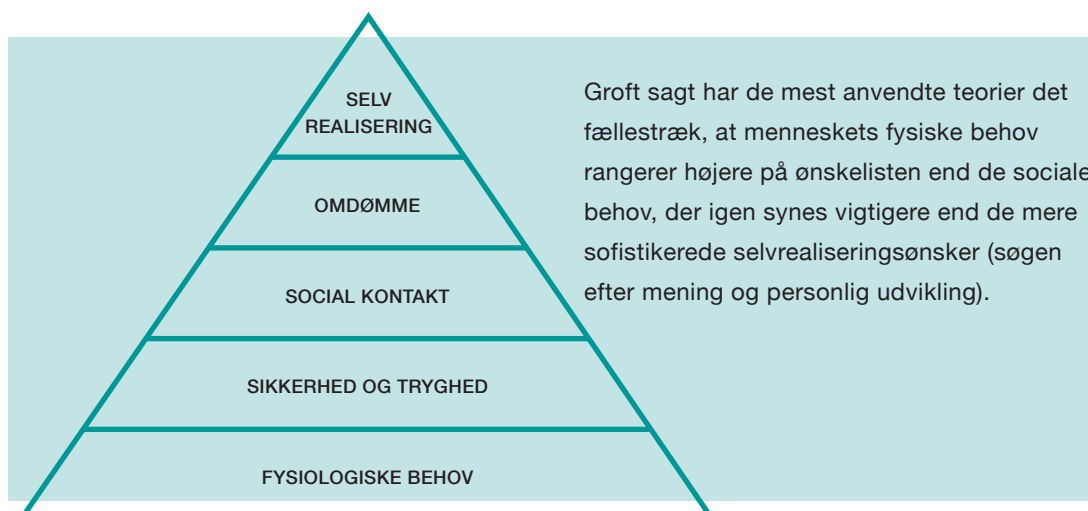 SELV
REALISERING
OMDØMME
SOCIAL KONTAKT
SIKKERHED OG TRYGHED
FYSIOLOGISKE BEHOV
Groft sagt har de mest anvendte teorier det
fællestræk, at menneskets fysiske behov
rangerer højere på ønskelisten end de sociale
behov, der igen synes vigtigere end de mere
sofistikerede selvrealiseringsønsker (søgen
efter mening og personlig udvikling).